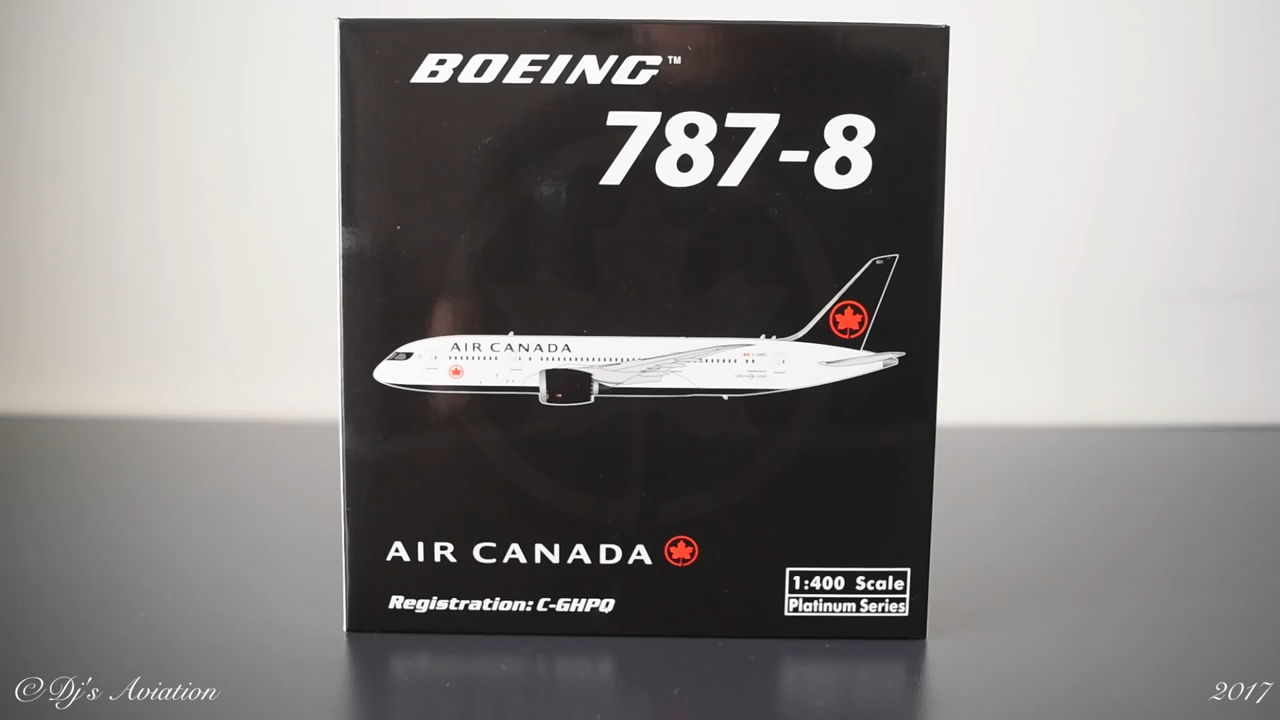 BOEING™
787-8
AIR CANADA
AIR CANADA
Registration: C-GHPQ
1:400 Scale
Platinum Series
©Dj's Aviation
2017